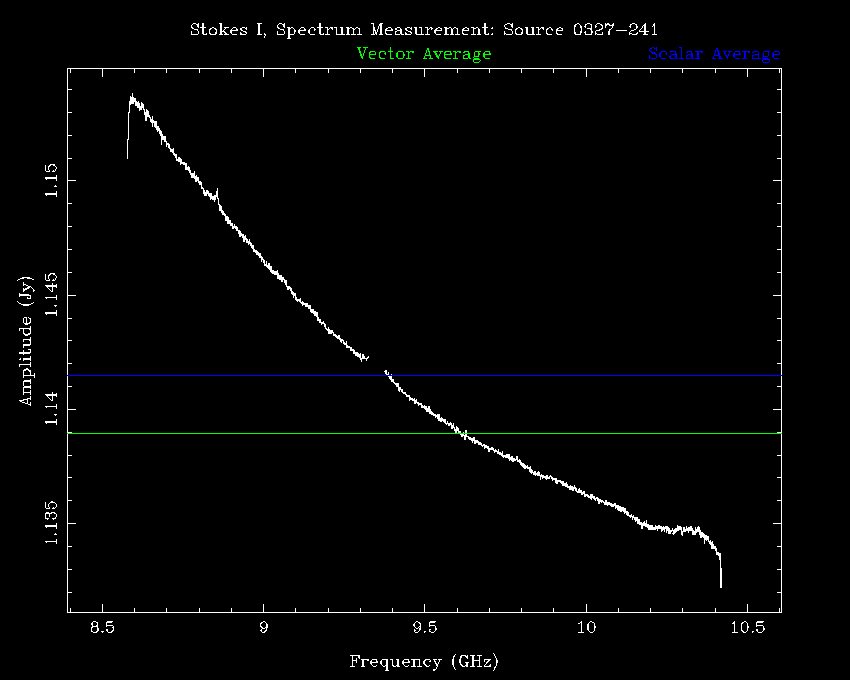 Stokes I, Spectrum Measurement: Source 0327−241
Vector Average Scalar Average
1.15
1.145
1.14
1.135
Amplitude (Jy)
8.5 9 9.5 10 10.5
Frequency (GHz)